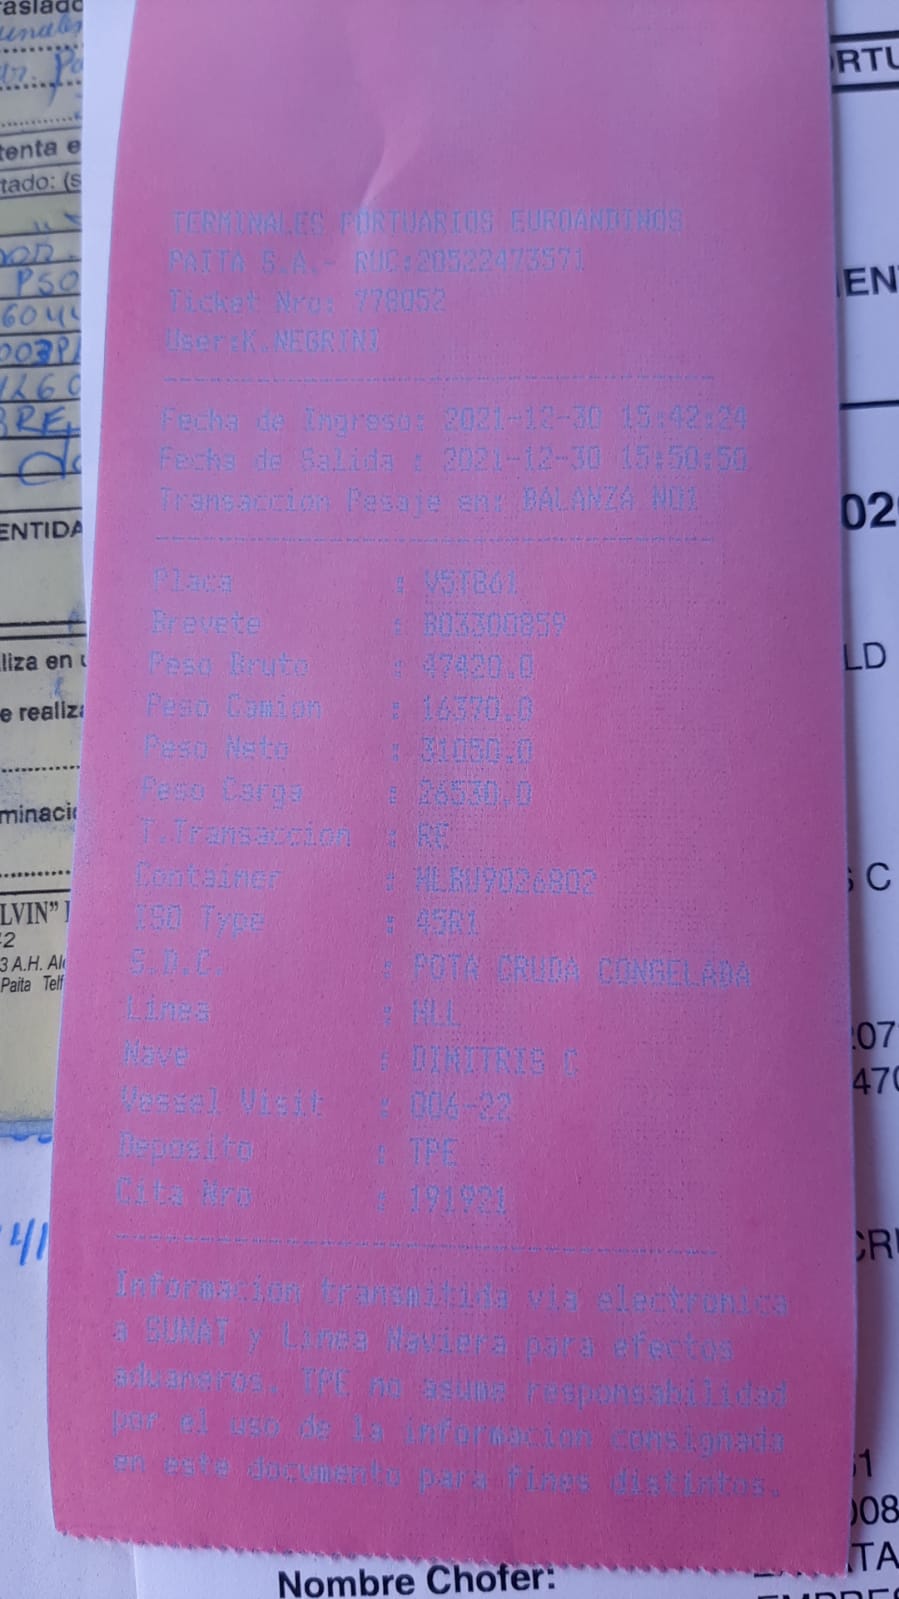 TERMINALES PORTUARIOS EUROANDINOS
PAITA S.A.- RUC:20522473571
Ticket Nro: 778052
User:K.NEGRINI
Fecha de Ingreso: 2021-12-30 15:42:24
Fecha de Salida : 2021-12-30 15:50:50
Transaccion Pesaje en: BALANZA NO1
Placa : V5T861
Brevete : B03300859
Peso Bruto : 47420.0
Peso Camion : 16370.0
Peso Neto : 31050.0
Peso Carga : 26530.0
T.Transaccion : RE
Container : HLBU9026802
ISO Type : 45R1
S.D.C. : POTA CRUDA CONGELADA
Linea : HLL
Nave : DIMITRIS C
Vessel Visit : 006-22
Deposito : TPE
Cita Nro : 191921
Informacion transmitida via electronica
a SUNAT y Linea Naviera para efectos
aduaneros. TPE no asume responsabilidad
por el uso de la informacion consignada
en este documento para fines distintos.
Nombre Chofer: